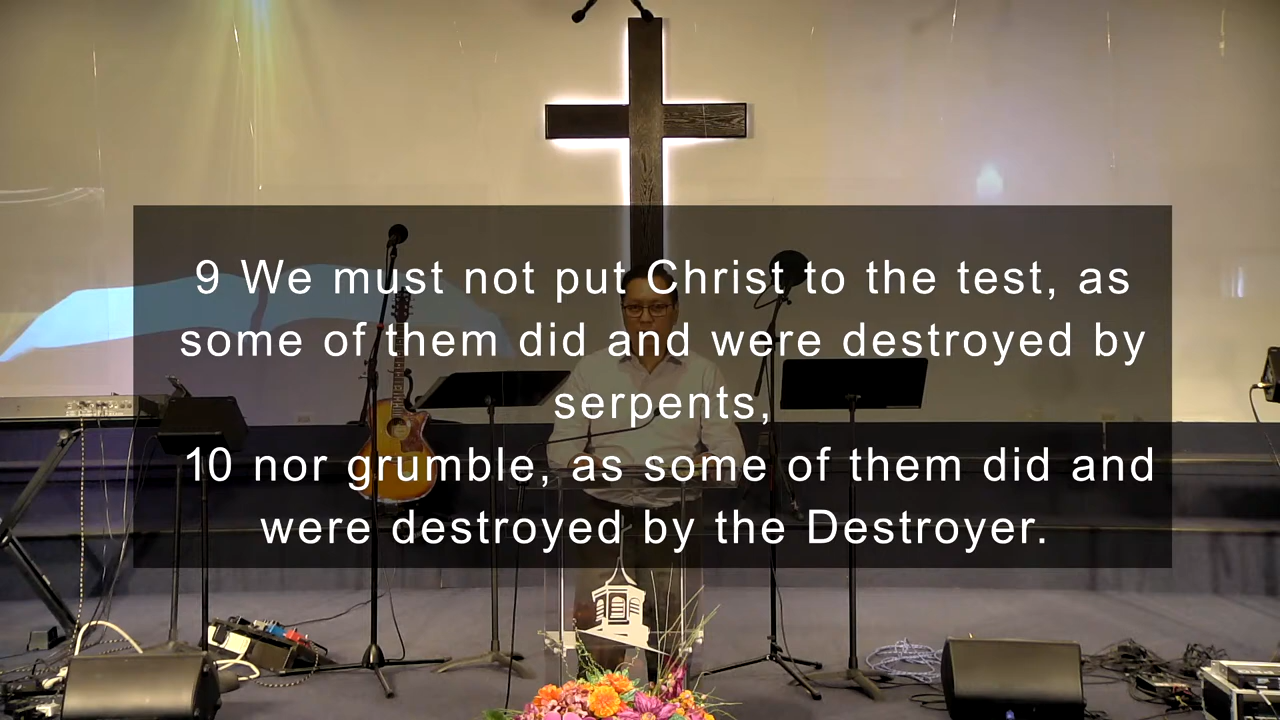 9 We must not put Christ to the test, as
some of them did and were destroyed by
serpents,
10 nor grumble, as some of them did and
were destroyed by the Destroyer.